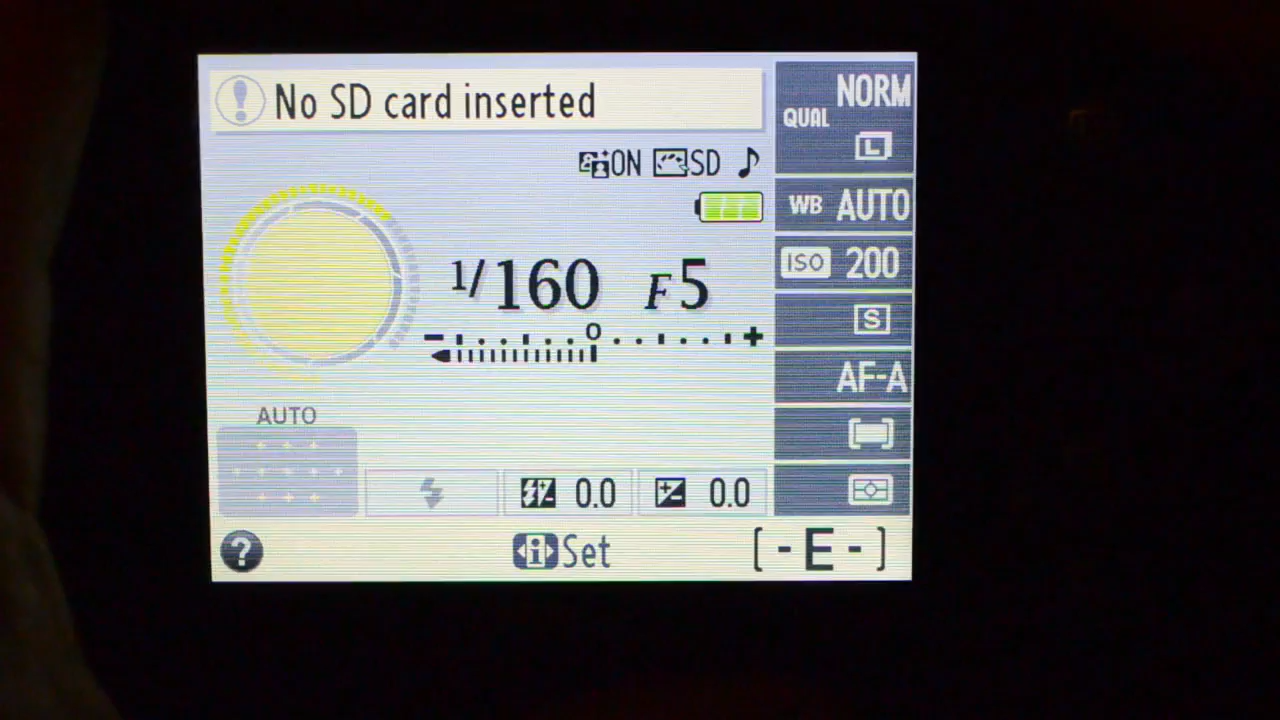 No SD card inserted
ON SD
1/160 F5
- 0 +
AUTO
0.0 0.0
? i Set [-E-]
QUAL NORM
L
WB AUTO
ISO 200
S
AF-A